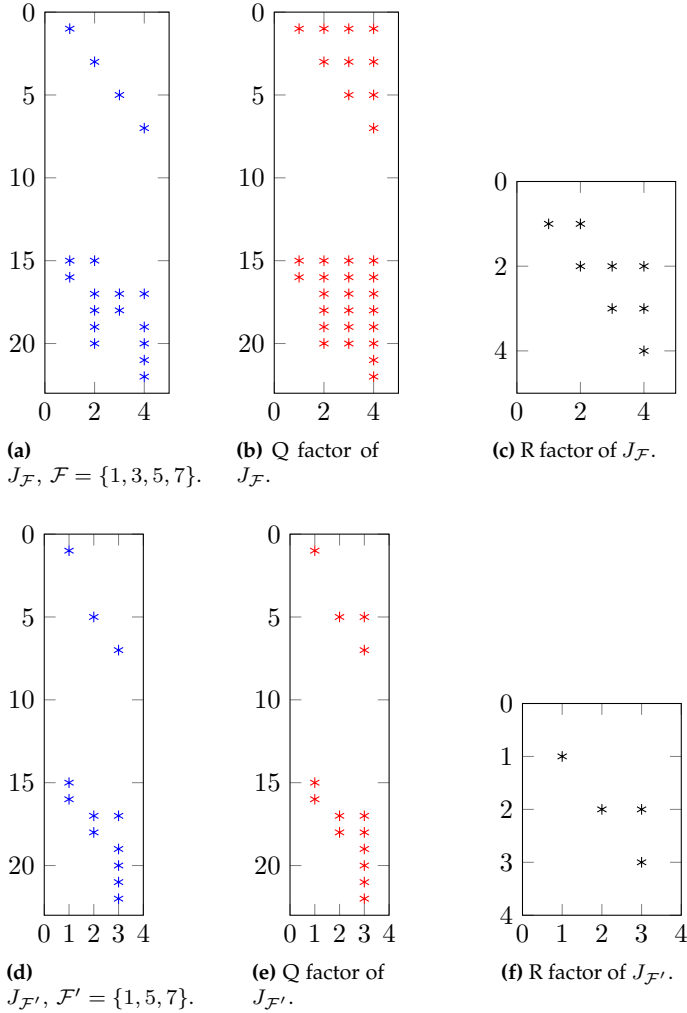 0
5
10
15
20
0 2 4
(a)
J_F, F = {1, 3, 5, 7}.
0
5
10
15
20
0 2 4
(b) Q factor of
J_F.
0
2
4
0 2 4
(c) R factor of J_F.
0
5
10
15
20
0 1 2 3 4
(d)
J_F′, F′ = {1, 5, 7}.
0
5
10
15
20
0 1 2 3 4
(e) Q factor of
J_F′.
0
1
2
3
4
0 1 2 3 4
(f) R factor of J_F′.